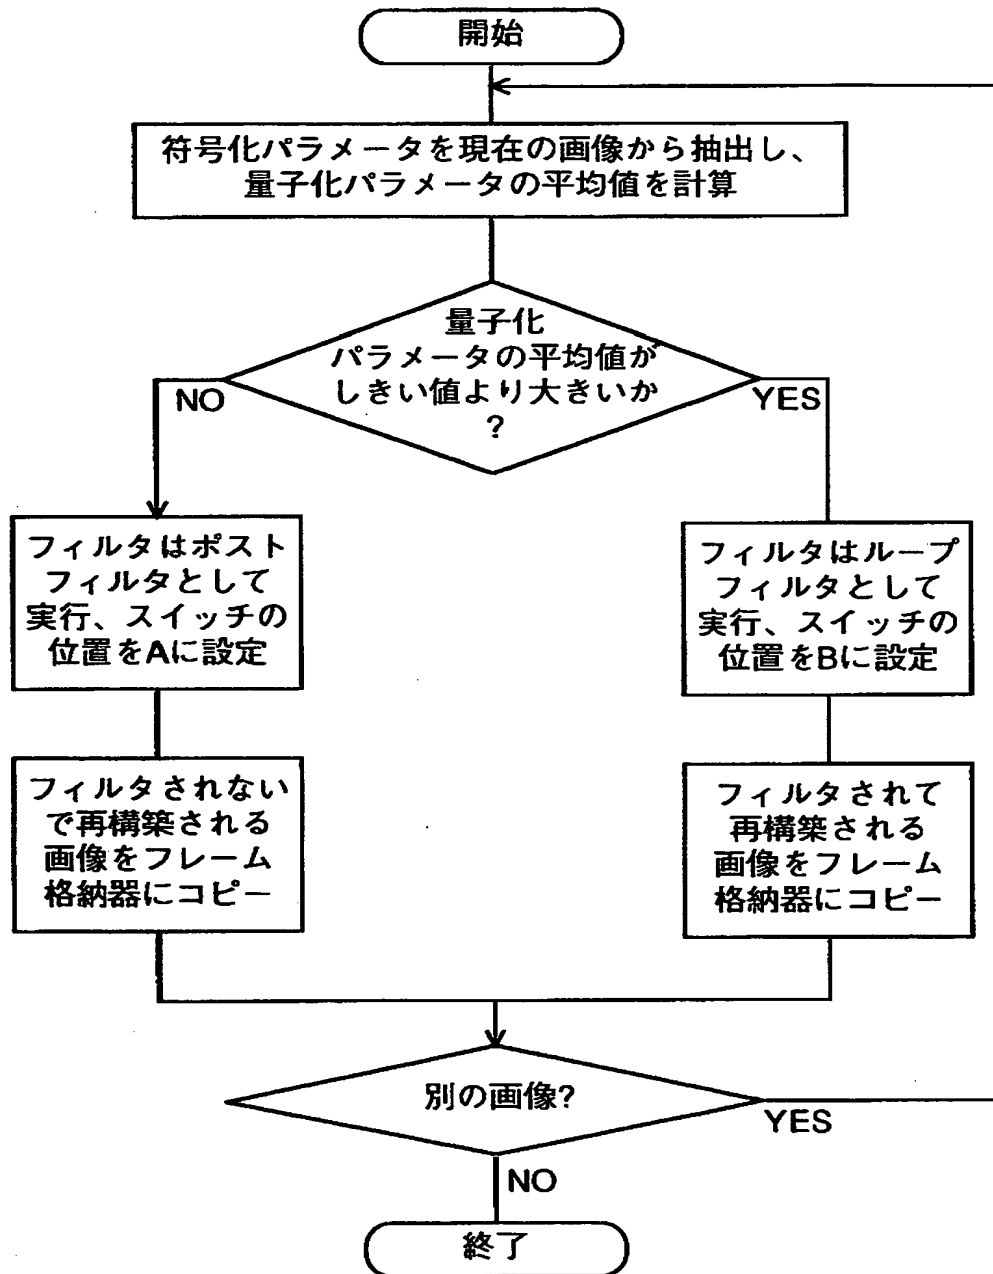 開始
符号化パラメータを現在の画像から抽出し、
量子化パラメータの平均値を計算
量子化
パラメータの平均値が
しきい値より大きいか
?
NO
YES
フィルタはポスト
フィルタとして
実行、スイッチの
位置をAに設定
フィルタはループ
フィルタとして
実行、スイッチの
位置をBに設定
フィルタされない
で再構築される
画像をフレーム
格納器にコピー
フィルタされて
再構築される
画像をフレーム
格納器にコピー
別の画像?
YES
NO
終了